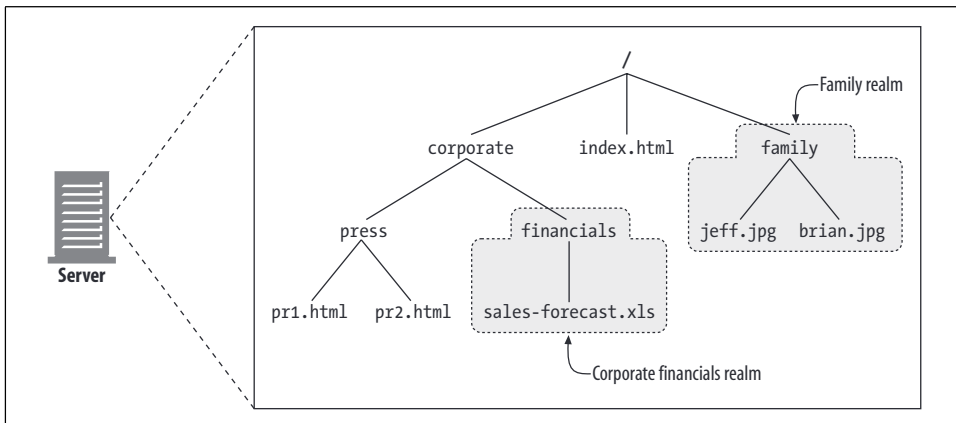 /
Family realm
corporate
index.html
family
press
financials
jeff.jpg
brian.jpg
Server
pr1.html
pr2.html
sales-forecast.xls
Corporate financials realm